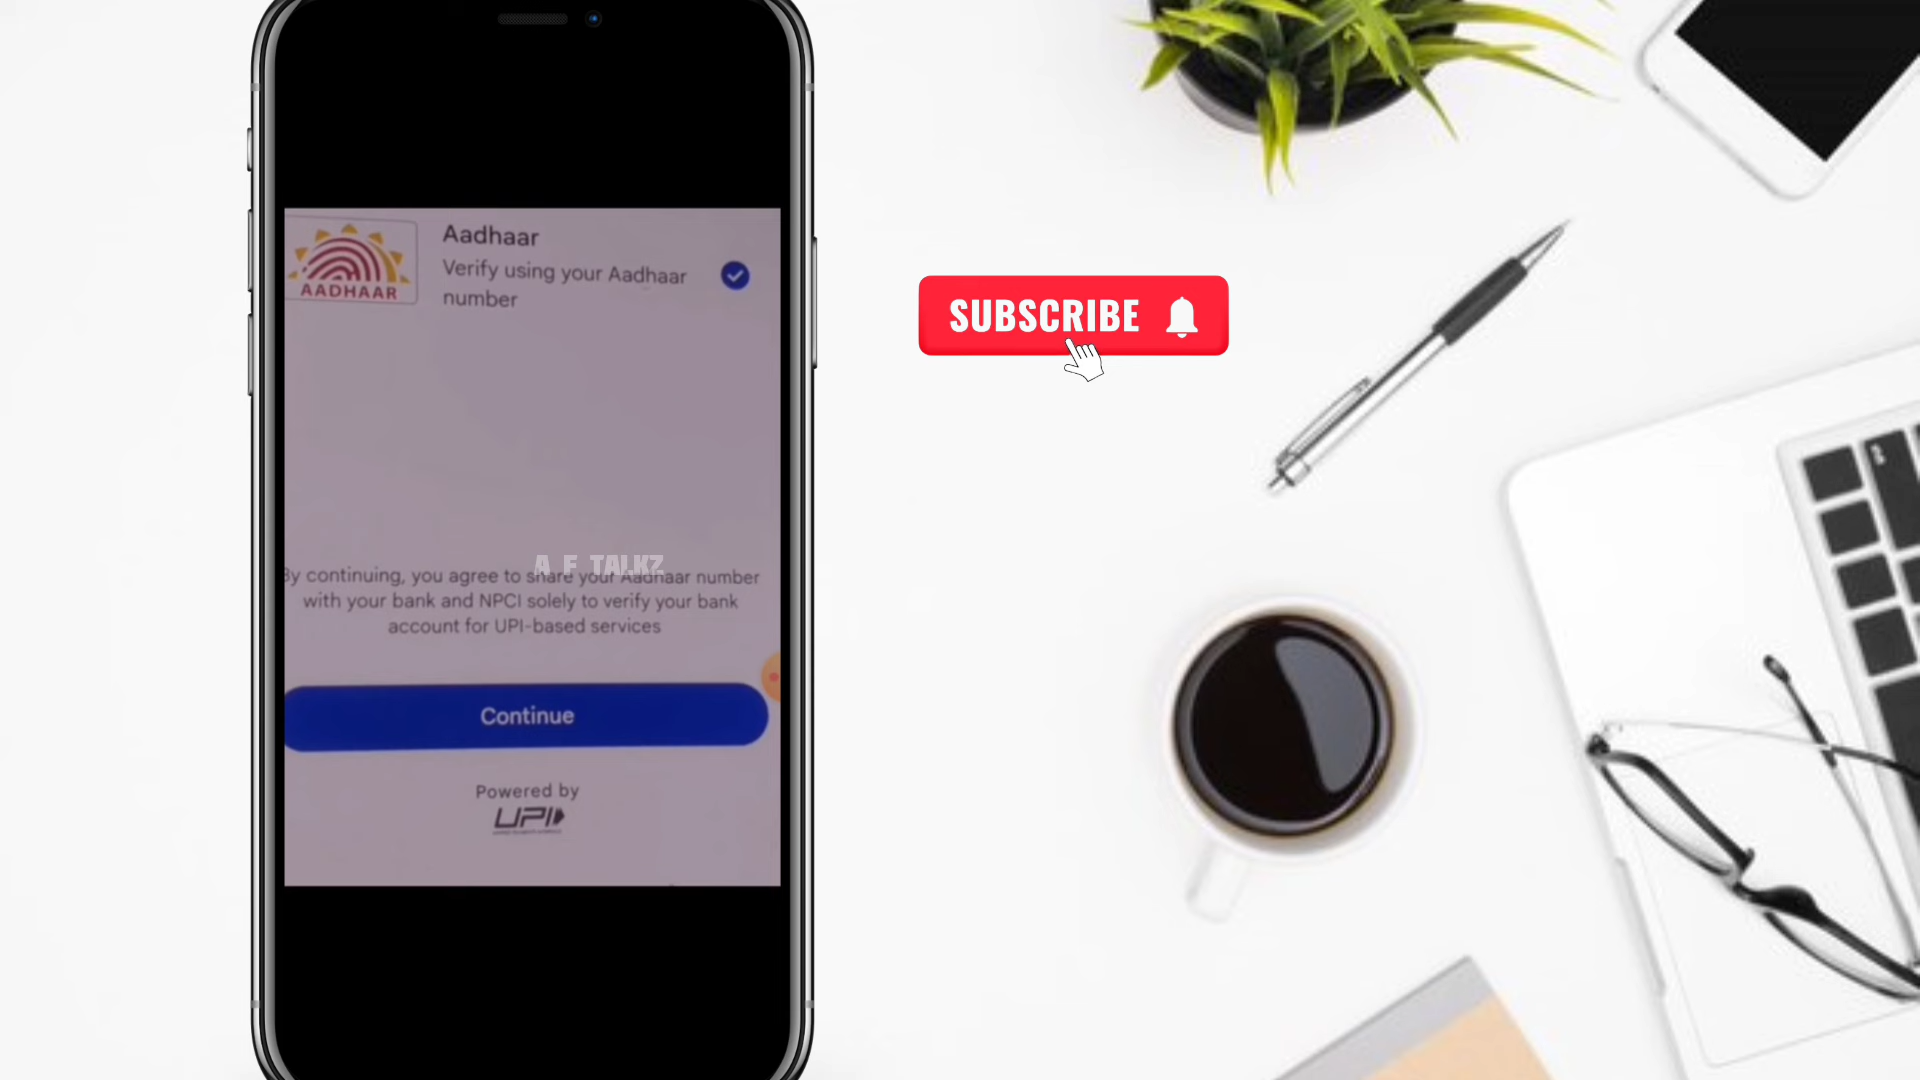 Aadhaar
Verify using your Aadhaar
number
AADHAAR
SUBSCRIBE
A F TALKZ
By continuing, you agree to share your Aadhaar number
with your bank and NPCI solely to verify your bank
account for UPI-based services
Continue
Powered by
UPI